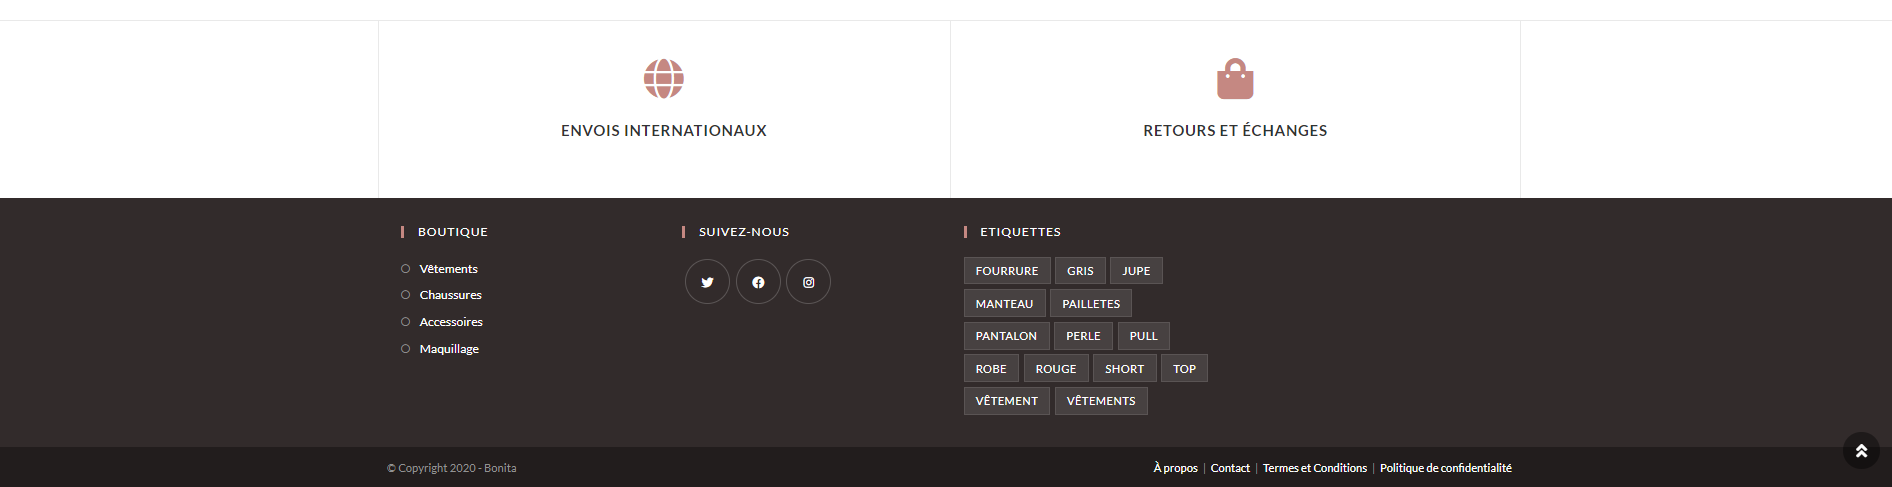 ENVOIS INTERNATIONAUX
RETOURS ET ÉCHANGES
BOUTIQUE
Vêtements
Chaussures
Accessoires
Maquillage
SUIVEZ-NOUS
ETIQUETTES
FOURRURE GRIS JUPE
MANTEAU PAILLETES
PANTALON PERLE PULL
ROBE ROUGE SHORT TOP
VÊTEMENT VÊTEMENTS
© Copyright 2020 - Bonita
À propos | Contact | Termes et Conditions | Politique de confidentialité